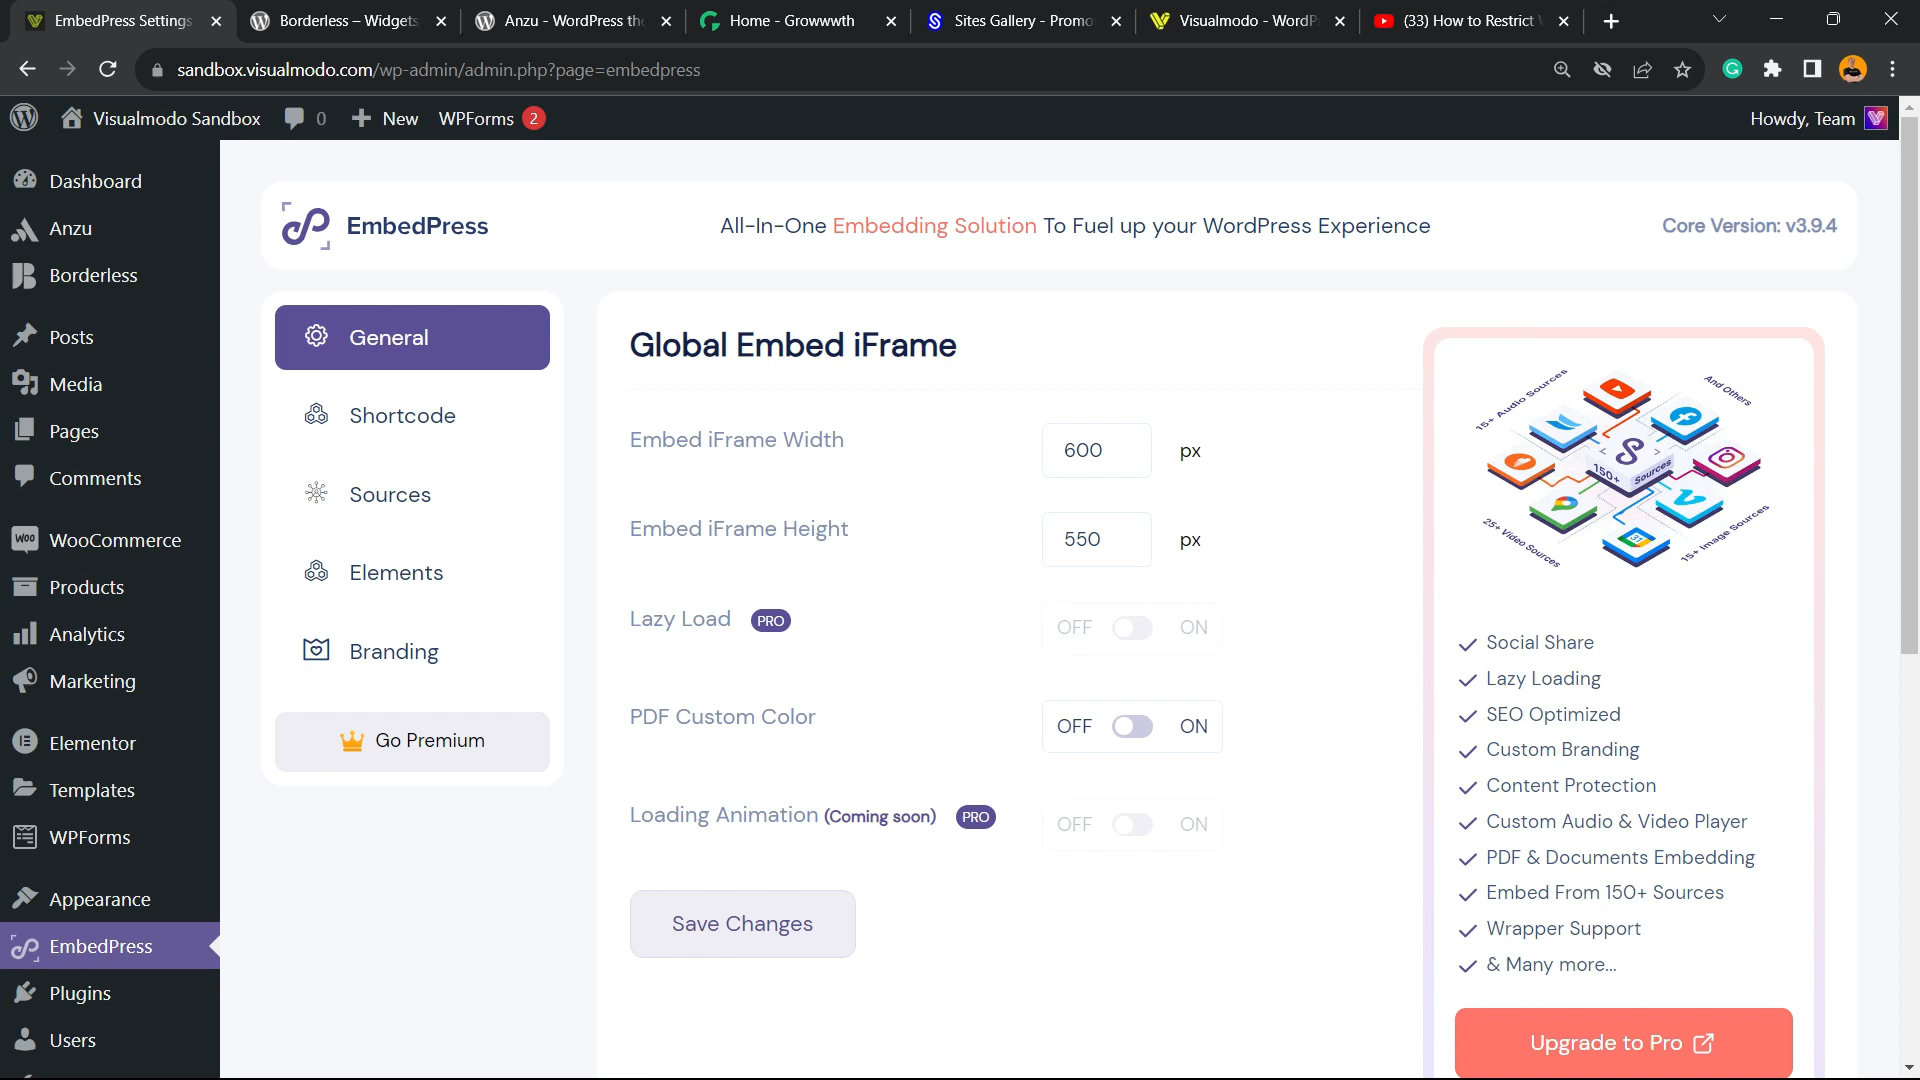 EmbedPress Settings
Borderless – Widgets
Anzu - WordPress the
Home - Growwwth
Sites Gallery - Promo
Visualmodo - WordP
(33) How to Restrict
sandbox.visualmodo.com/wp-admin/admin.php?page=embedpress
Visualmodo Sandbox
0
New
WPForms 2
Howdy, Team
Dashboard
Anzu
Borderless
Posts
Media
Pages
Comments
WooCommerce
Products
Analytics
Marketing
Elementor
Templates
WPForms
Appearance
EmbedPress
Plugins
Users
EmbedPress
All-In-One Embedding Solution To Fuel up your WordPress Experience
Core Version: v3.9.4
General
Shortcode
Sources
Elements
Branding
Go Premium
Global Embed iFrame
Embed iFrame Width
600
px
Embed iFrame Height
550
px
Lazy Load PRO
OFF ON
PDF Custom Color
OFF ON
Loading Animation (Coming soon) PRO
OFF ON
Save Changes
15+ Audio Sources
And Others
150+ Sources
31
25+ Video Sources
15+ Image Sources
Social Share
Lazy Loading
SEO Optimized
Custom Branding
Content Protection
Custom Audio & Video Player
PDF & Documents Embedding
Embed From 150+ Sources
Wrapper Support
& Many more...
Upgrade to Pro